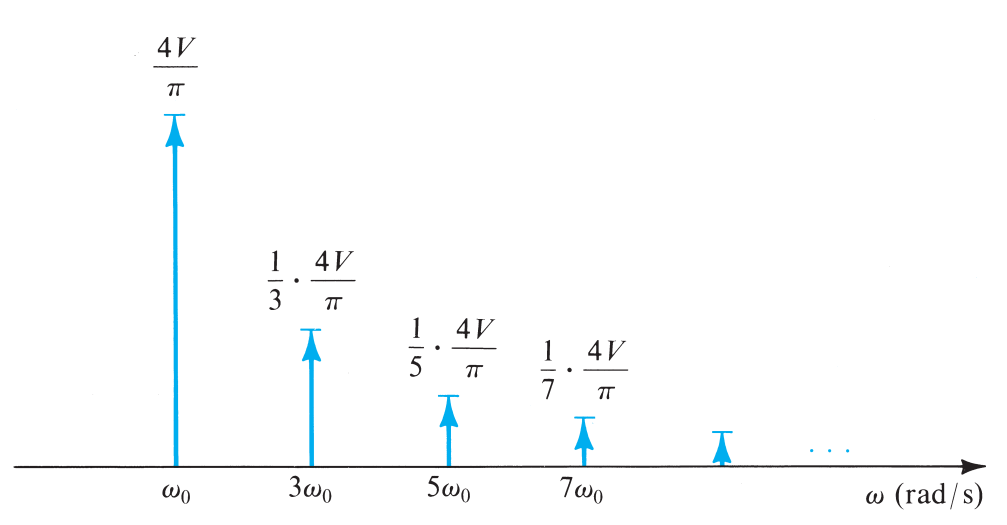 4V/π
1/3 · 4V/π
1/5 · 4V/π
1/7 · 4V/π
. . .
ω₀ 3ω₀ 5ω₀ 7ω₀ ω (rad/s)